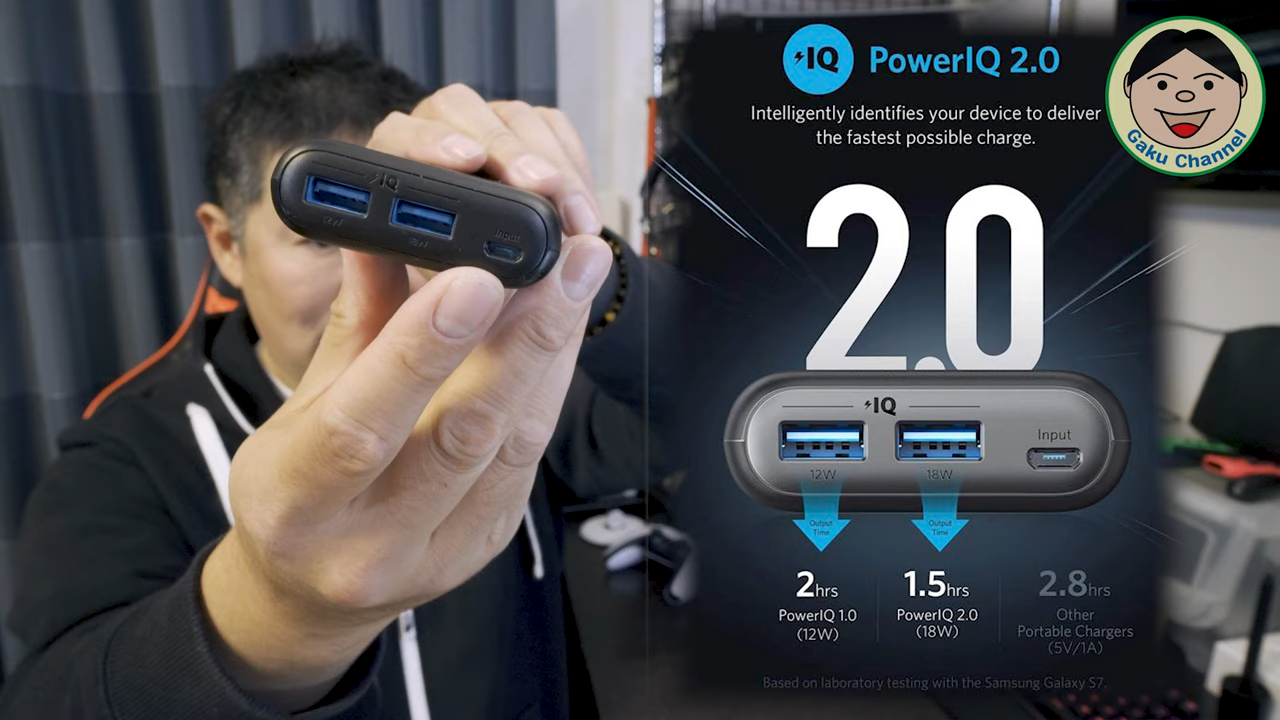 IQ
Input
IQ PowerIQ 2.0
Intelligently identifies your device to deliver
the fastest possible charge.
Gaku Channel
2.0
IQ
Input
12W
18W
Output
Time
Output
Time
2hrs
PowerIQ 1.0
(12W)
1.5hrs
PowerIQ 2.0
(18W)
2.8hrs
Other
Portable Chargers
(5V/1A)
Based on laboratory testing with the Samsung Galaxy S7.